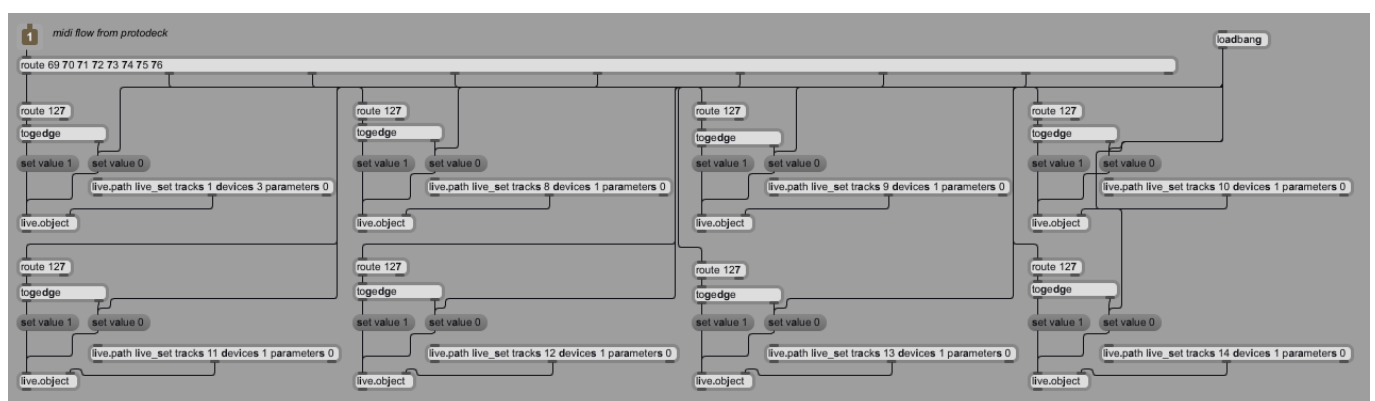 1 midi flow from protodeck
loadbang
route 69 70 71 72 73 74 75 76
route 127 route 127 route 127 route 127
togedge togedge togedge togedge
set value 1 set value 0 set value 1 set value 0 set value 1 set value 0 set value 1 set value 0
live.path live_set tracks 1 devices 3 parameters 0 live.path live_set tracks 8 devices 1 parameters 0 live.path live_set tracks 9 devices 1 parameters 0 live.path live_set tracks 10 devices 1 parameters 0
live.object live.object live.object live.object
route 127 route 127 route 127 route 127
togedge togedge togedge togedge
set value 1 set value 0 set value 1 set value 0 set value 1 set value 0 set value 1 set value 0
live.path live_set tracks 11 devices 1 parameters 0 live.path live_set tracks 12 devices 1 parameters 0 live.path live_set tracks 13 devices 1 parameters 0 live.path live_set tracks 14 devices 1 parameters 0
live.object live.object live.object live.object